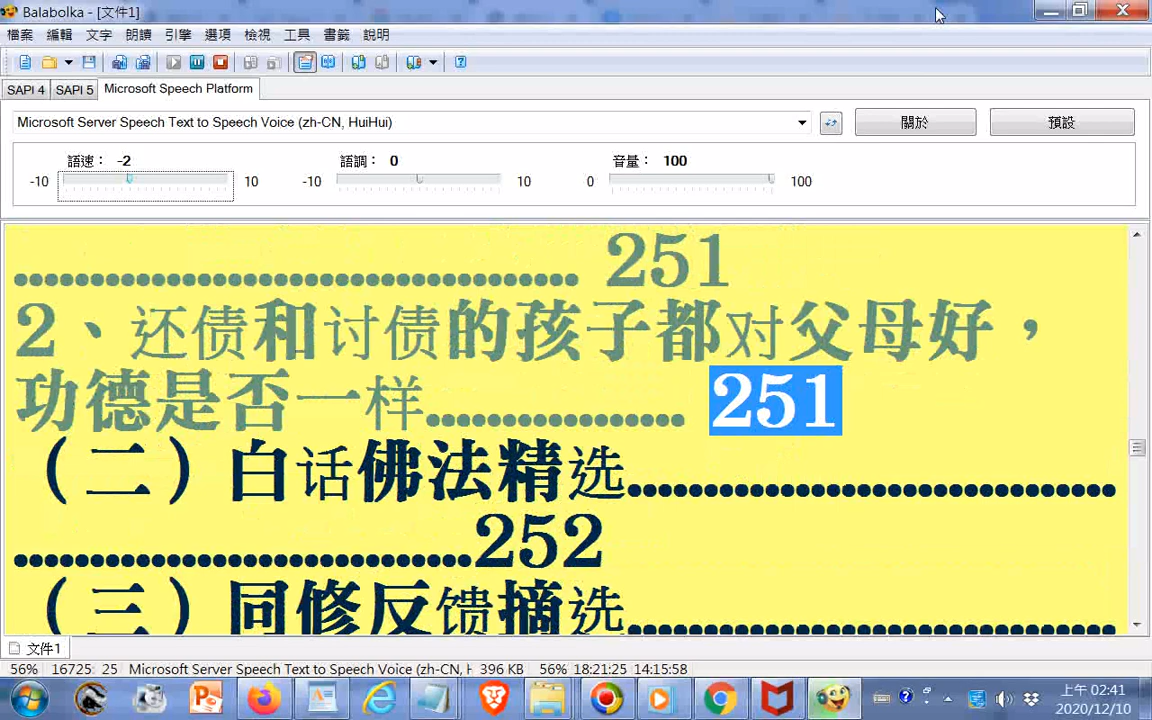 Balabolka - [文件1]
檔案 編輯 文字 朗讀 引擎 選項 檢視 工具 書籤 說明
SAPI 4 SAPI 5 Microsoft Speech Platform
Microsoft Server Speech Text to Speech Voice (zh-CN, HuiHui) 關於 預設
語速： -2 語調： 0 音量： 100
-10 10 -10 10 0 100
..................................... 251
2、还债和讨债的孩子都对父母好，
功德是否一样................. 251
（二）白话佛法精选................................
..............................252
（三）同修反馈摘选................................
文件1
56% 16725 25 Microsoft Server Speech Text to Speech Voice (zh-CN, H 396 KB 56% 18:21:25 14:15:58
上午 02:41
2020/12/10